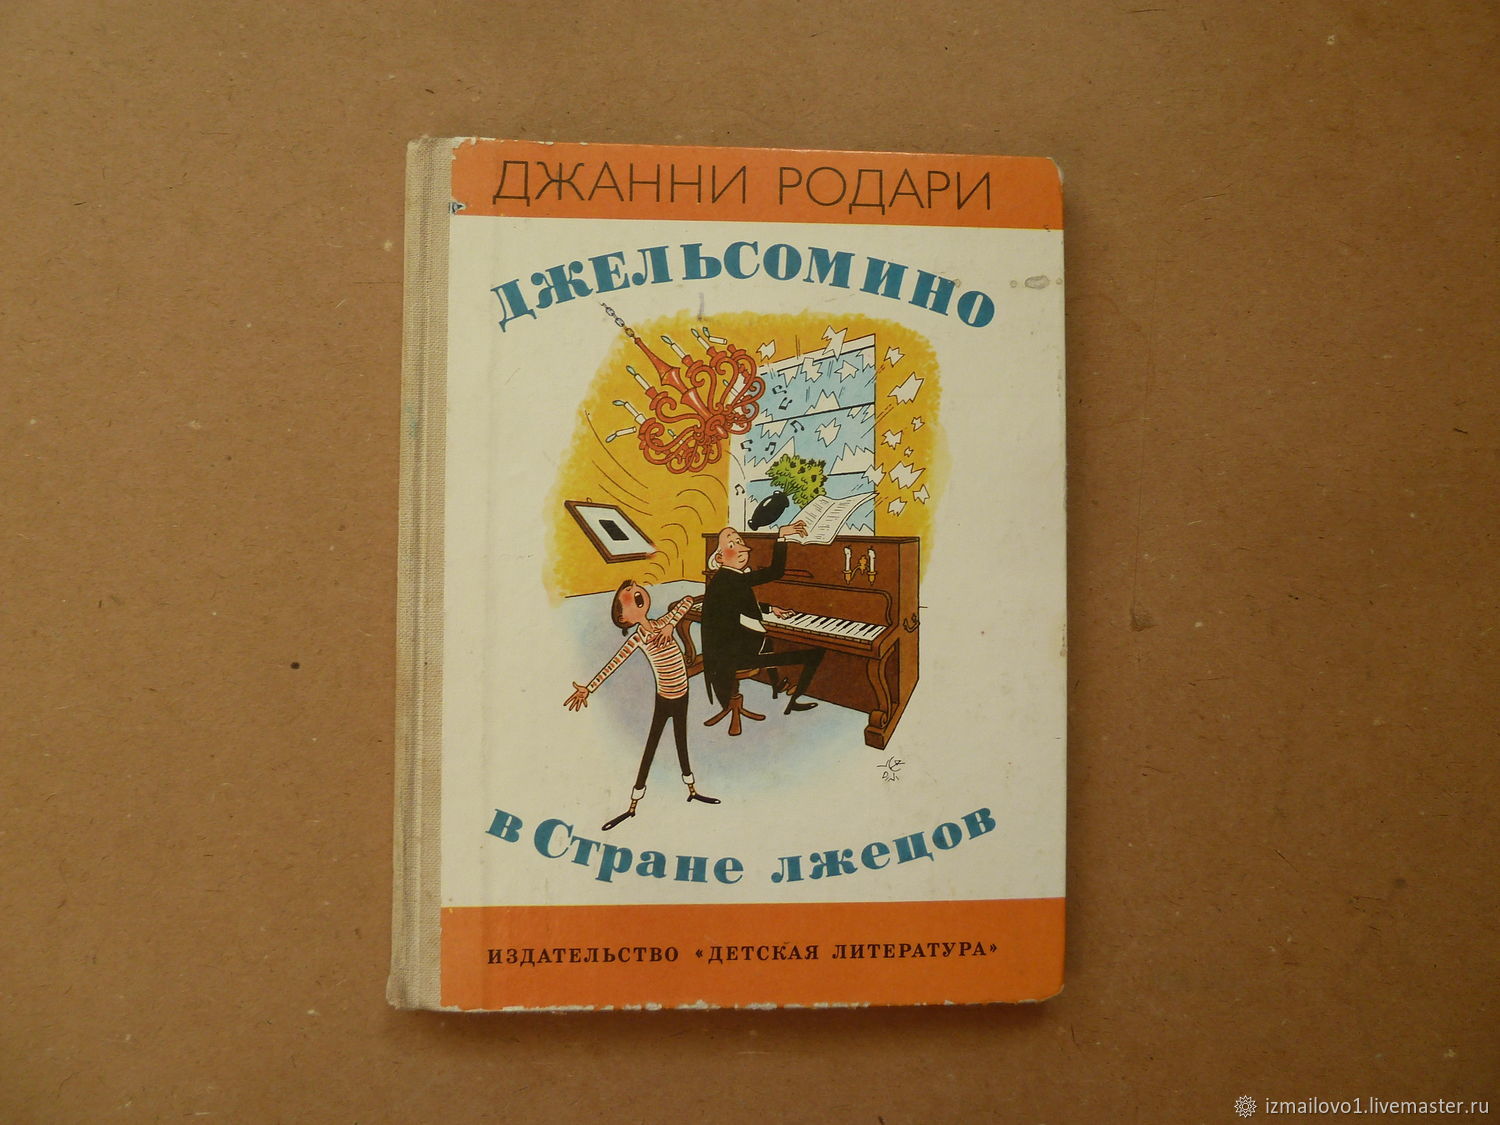 ДЖАННИ РОДАРИ
ДЖЕЛЬСОМИНО
в Стране лжецов
ИЗДАТЕЛЬСТВО «ДЕТСКАЯ ЛИТЕРАТУРА»
izmailovo1.livemaster.ru